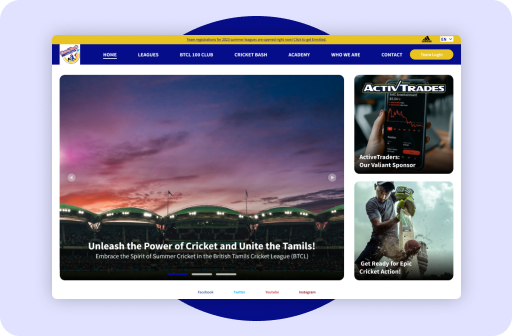 Team registrations for 2023 summer leagues are opened right now! Click to get Enrolled.
EN
HOME
LEAGUES
BTCL 100 CLUB
CRICKET BASH
ACADEMY
WHO WE ARE
CONTACT
Team Login
ACTIVTRADES
ActiveTraders:
Our Valiant Sponsor
Unleash the Power of Cricket and Unite the Tamils!
Embrace the Spirit of Summer Cricket in the British Tamils Cricket League (BTCL)
Get Ready for Epic
Cricket Action!
Facebook
Twitter
Youtube
Instagram